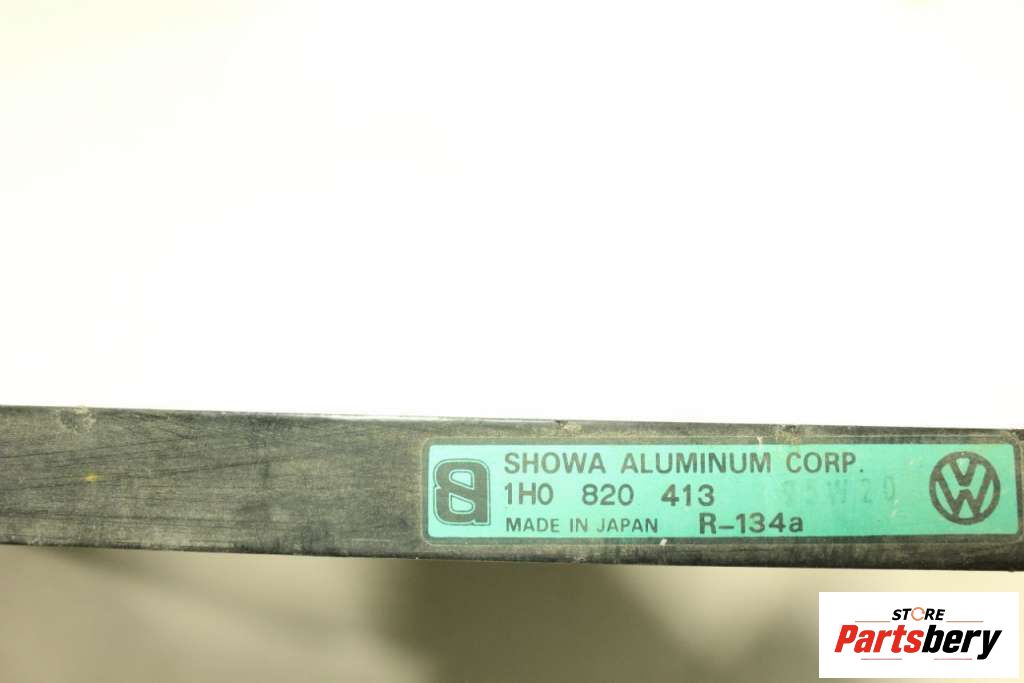 SHOWA ALUMINUM CORP.
1H0 820 413
MADE IN JAPAN R-134a
STORE
Partsbery